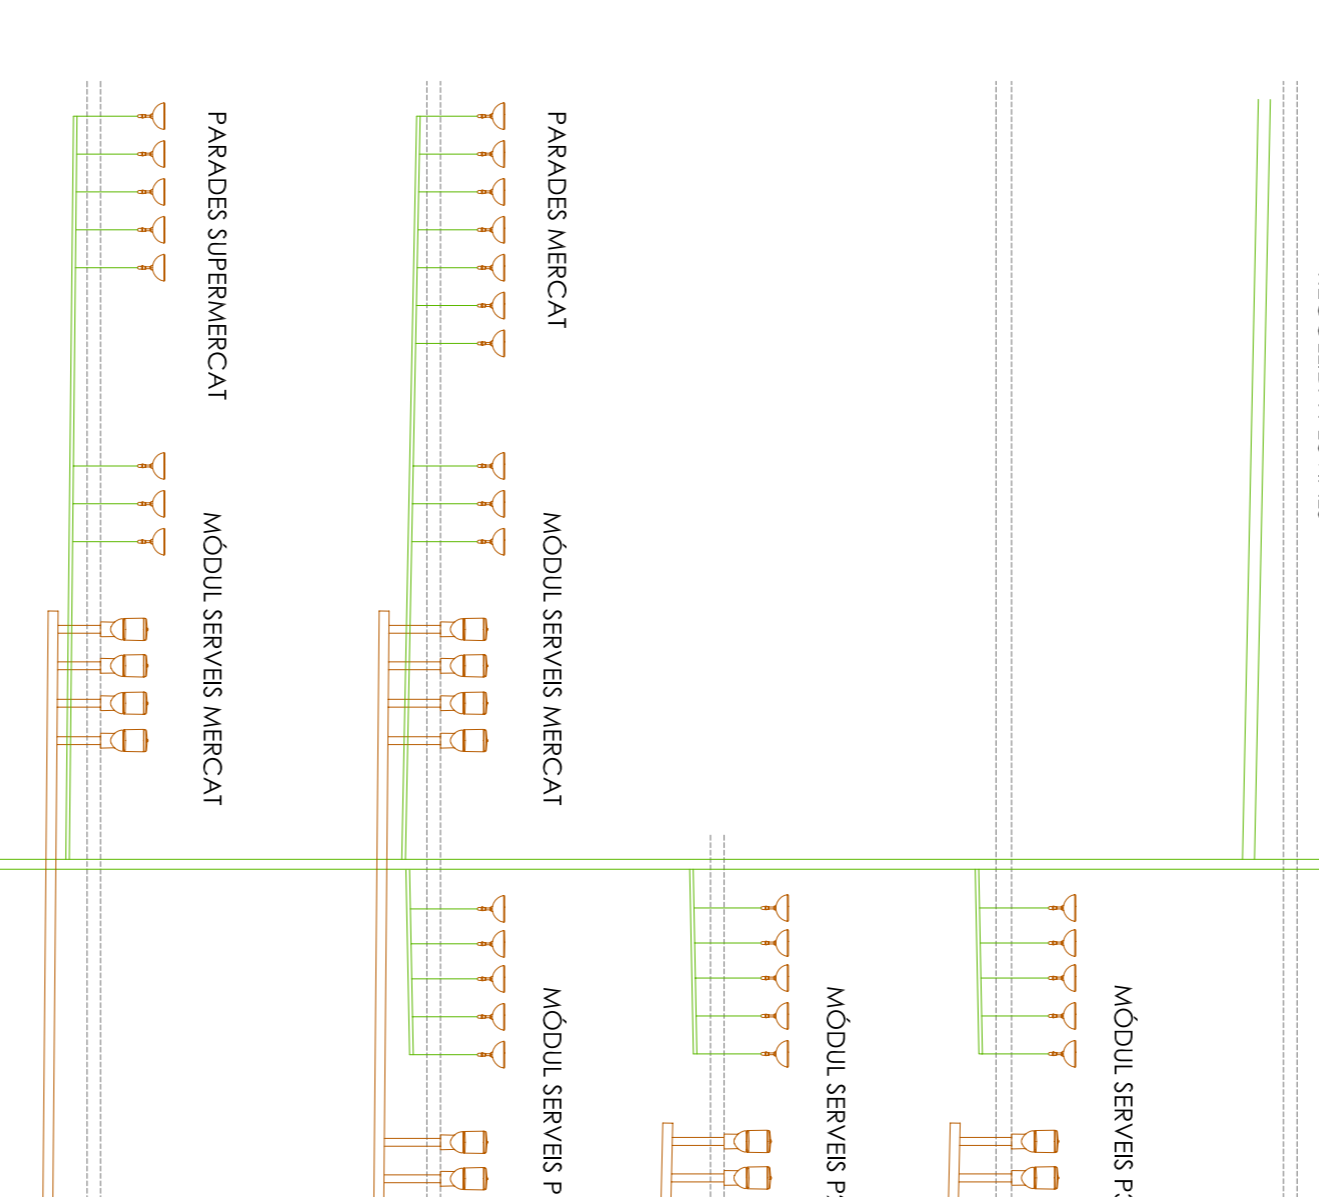 PARADES SUPERMERCAT
PARADES MERCAT
MÓDUL SERVEIS MERCAT
MÓDUL SERVEIS MERCAT
MÓDUL SERVEIS P
MÓDUL SERVEIS
MÓDUL SERVEIS